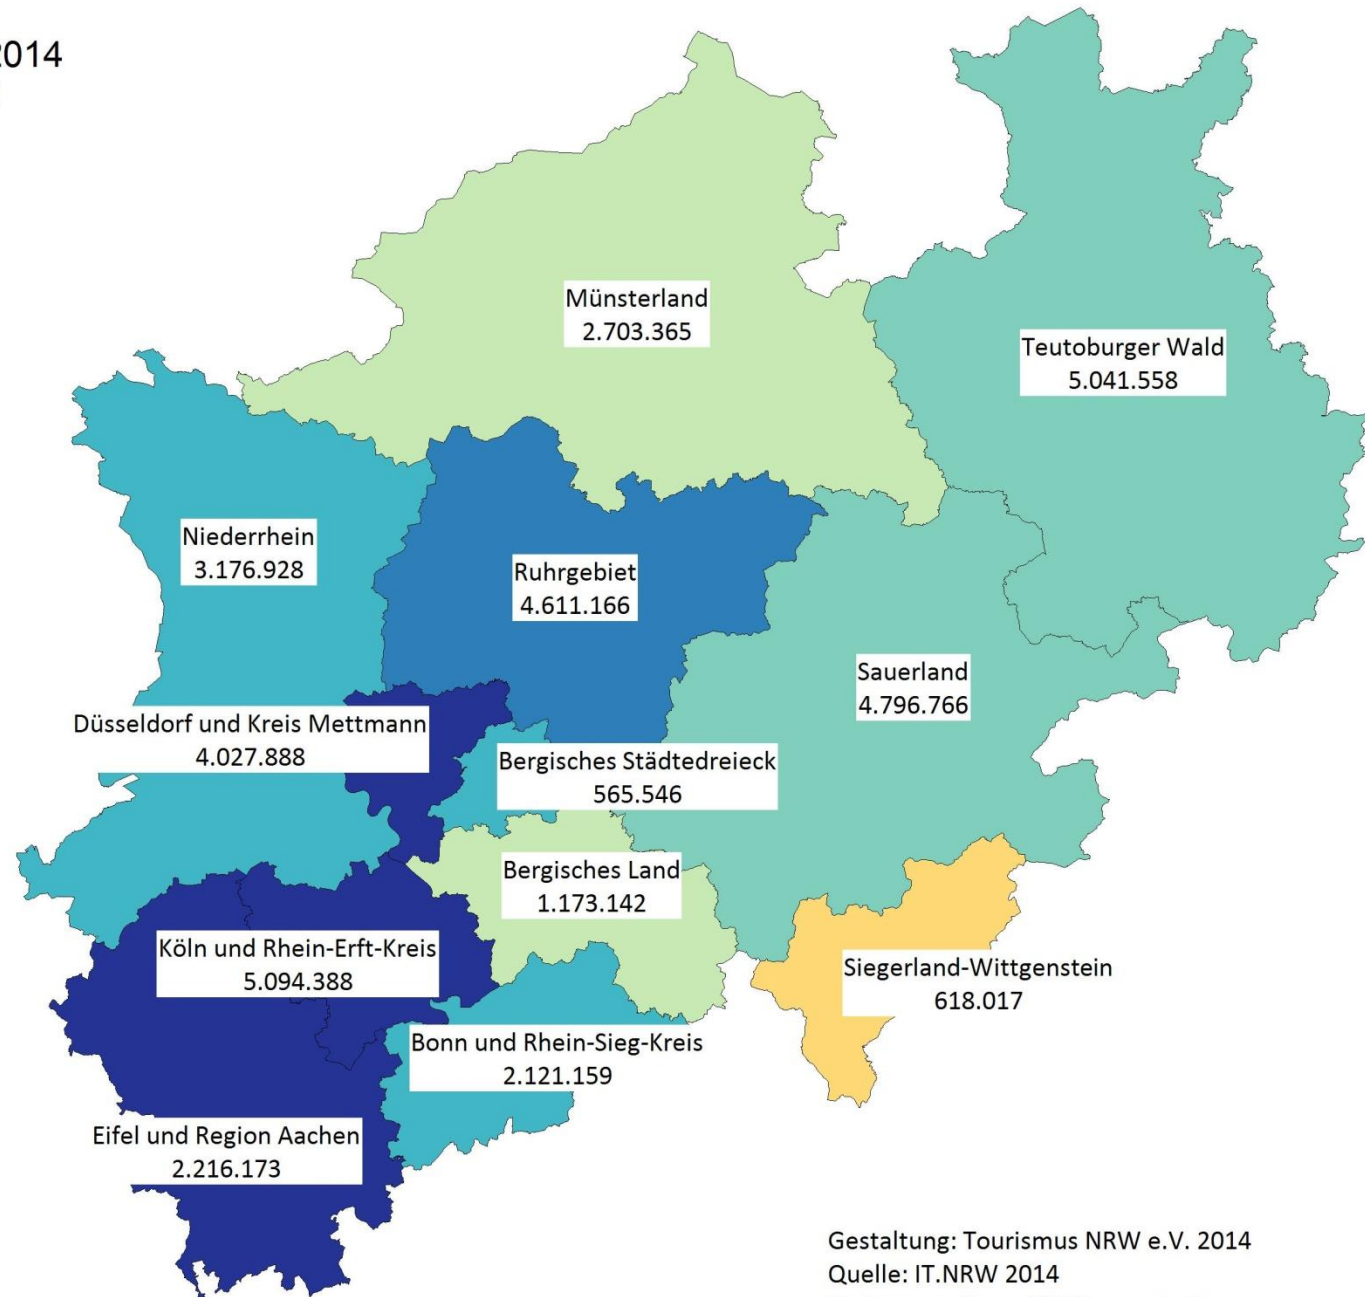 2014
Münsterland
2.703.365
Teutoburger Wald
5.041.558
Niederrhein
3.176.928
Ruhrgebiet
4.611.166
Sauerland
4.796.766
Düsseldorf und Kreis Mettmann
4.027.888
Bergisches Städtedreieck
565.546
Bergisches Land
1.173.142
Köln und Rhein-Erft-Kreis
5.094.388
Siegerland-Wittgenstein
618.017
Bonn und Rhein-Sieg-Kreis
2.121.159
Eifel und Region Aachen
2.216.173
Gestaltung: Tourismus NRW e.V. 2014
Quelle: IT.NRW 2014